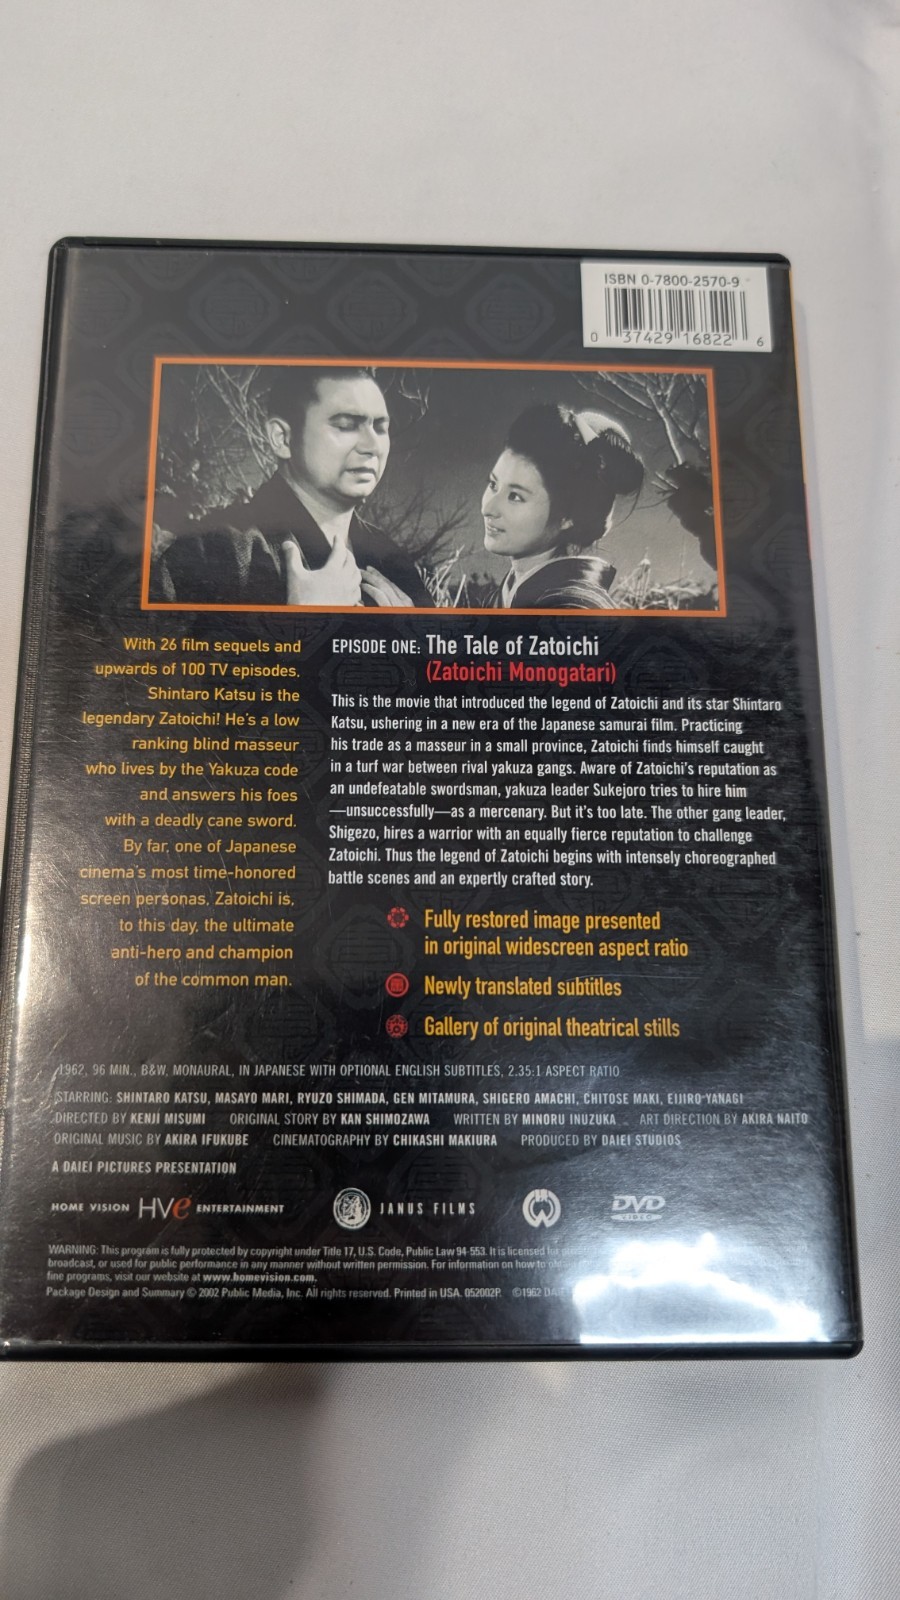 ISBN 0-7800-2570-9
0 37429 16822 6
With 26 film sequels and
upwards of 100 TV episodes,
Shintaro Katsu is the
legendary Zatoichi! He's a low
ranking blind masseur
who lives by the Yakuza code
and answers his foes
with a deadly cane sword.
By far, one of Japanese
cinema's most time-honored
screen personas, Zatoichi is,
to this day, the ultimate
anti-hero and champion
of the common man.
EPISODE ONE: The Tale of Zatoichi
(Zatoichi Monogatari)
This is the movie that introduced the legend of Zatoichi and its star Shintaro
Katsu, ushering in a new era of the Japanese samurai film. Practicing
his trade as a masseur in a small province, Zatoichi finds himself caught
in a turf war between rival yakuza gangs. Aware of Zatoichi's reputation as
an undefeatable swordsman, yakuza leader Sukejoro tries to hire him
—unsuccessfully—as a mercenary. But it's too late. The other gang leader,
Shigezo, hires a warrior with an equally fierce reputation to challenge
Zatoichi. Thus the legend of Zatoichi begins with intensely choreographed
battle scenes and an expertly crafted story.
Fully restored image presented
in original widescreen aspect ratio
Newly translated subtitles
Gallery of original theatrical stills
1962, 96 MIN., B&W, MONAURAL, IN JAPANESE WITH OPTIONAL ENGLISH SUBTITLES, 2.35:1 ASPECT RATIO
STARRING: SHINTARO KATSU, MASAYO MARI, RYUZO SHIMADA, GEN MITAMURA, SHIGERO AMACHI, CHITOSE MAKI, EIJIRO YANAGI
DIRECTED BY KENJI MISUMI ORIGINAL STORY BY KAN SHIMOZAWA WRITTEN BY MINORU INUZUKA ART DIRECTION BY AKIRA NAITO
ORIGINAL MUSIC BY AKIRA IFUKUBE CINEMATOGRAPHY BY CHIKASHI MAKIURA PRODUCED BY DAIEI STUDIOS
A DAIEI PICTURES PRESENTATION
HOME VISION HVe ENTERTAINMENT JANUS FILMS DVD VIDEO
WARNING: This program is fully protected by copyright under Title 17, U.S. Code, Public Law 94-553. It is licensed for
broadcast, or used for public performance in any manner without written permission. For information on how to
fine programs, visit our website at www.homevision.com.
Package Design and Summary © 2002 Public Media, Inc. All rights reserved. Printed in USA. 052002P. ©1962